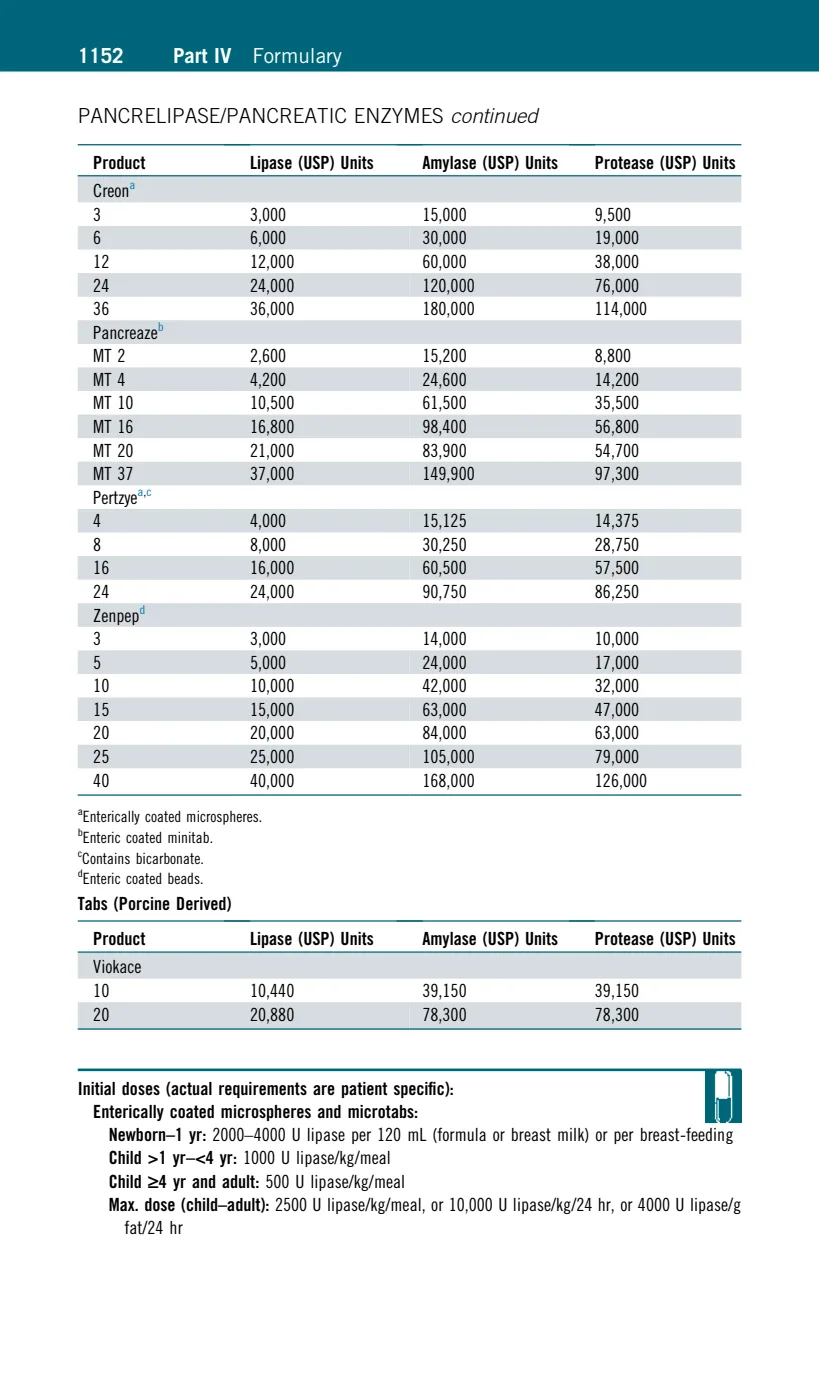 1152 Part IV Formulary
PANCRELIPASE/PANCREATIC ENZYMES continued
Product Lipase (USP) Units Amylase (USP) Units Protease (USP) Units
Creona
3 3,000 15,000 9,500
6 6,000 30,000 19,000
12 12,000 60,000 38,000
24 24,000 120,000 76,000
36 36,000 180,000 114,000
Pancreazeb
MT 2 2,600 15,200 8,800
MT 4 4,200 24,600 14,200
MT 10 10,500 61,500 35,500
MT 16 16,800 98,400 56,800
MT 20 21,000 83,900 54,700
MT 37 37,000 149,900 97,300
Pertzyea,c
4 4,000 15,125 14,375
8 8,000 30,250 28,750
16 16,000 60,500 57,500
24 24,000 90,750 86,250
Zenpepd
3 3,000 14,000 10,000
5 5,000 24,000 17,000
10 10,000 42,000 32,000
15 15,000 63,000 47,000
20 20,000 84,000 63,000
25 25,000 105,000 79,000
40 40,000 168,000 126,000
aEnterically coated microspheres.
bEnteric coated minitab.
cContains bicarbonate.
dEnteric coated beads.
Tabs (Porcine Derived)
Product Lipase (USP) Units Amylase (USP) Units Protease (USP) Units
Viokace
10 10,440 39,150 39,150
20 20,880 78,300 78,300
Initial doses (actual requirements are patient specific):
Enterically coated microspheres and microtabs:
Newborn–1 yr: 2000–4000 U lipase per 120 mL (formula or breast milk) or per breast-feeding
Child >1 yr–<4 yr: 1000 U lipase/kg/meal
Child ≥4 yr and adult: 500 U lipase/kg/meal
Max. dose (child–adult): 2500 U lipase/kg/meal, or 10,000 U lipase/kg/24 hr, or 4000 U lipase/g
fat/24 hr